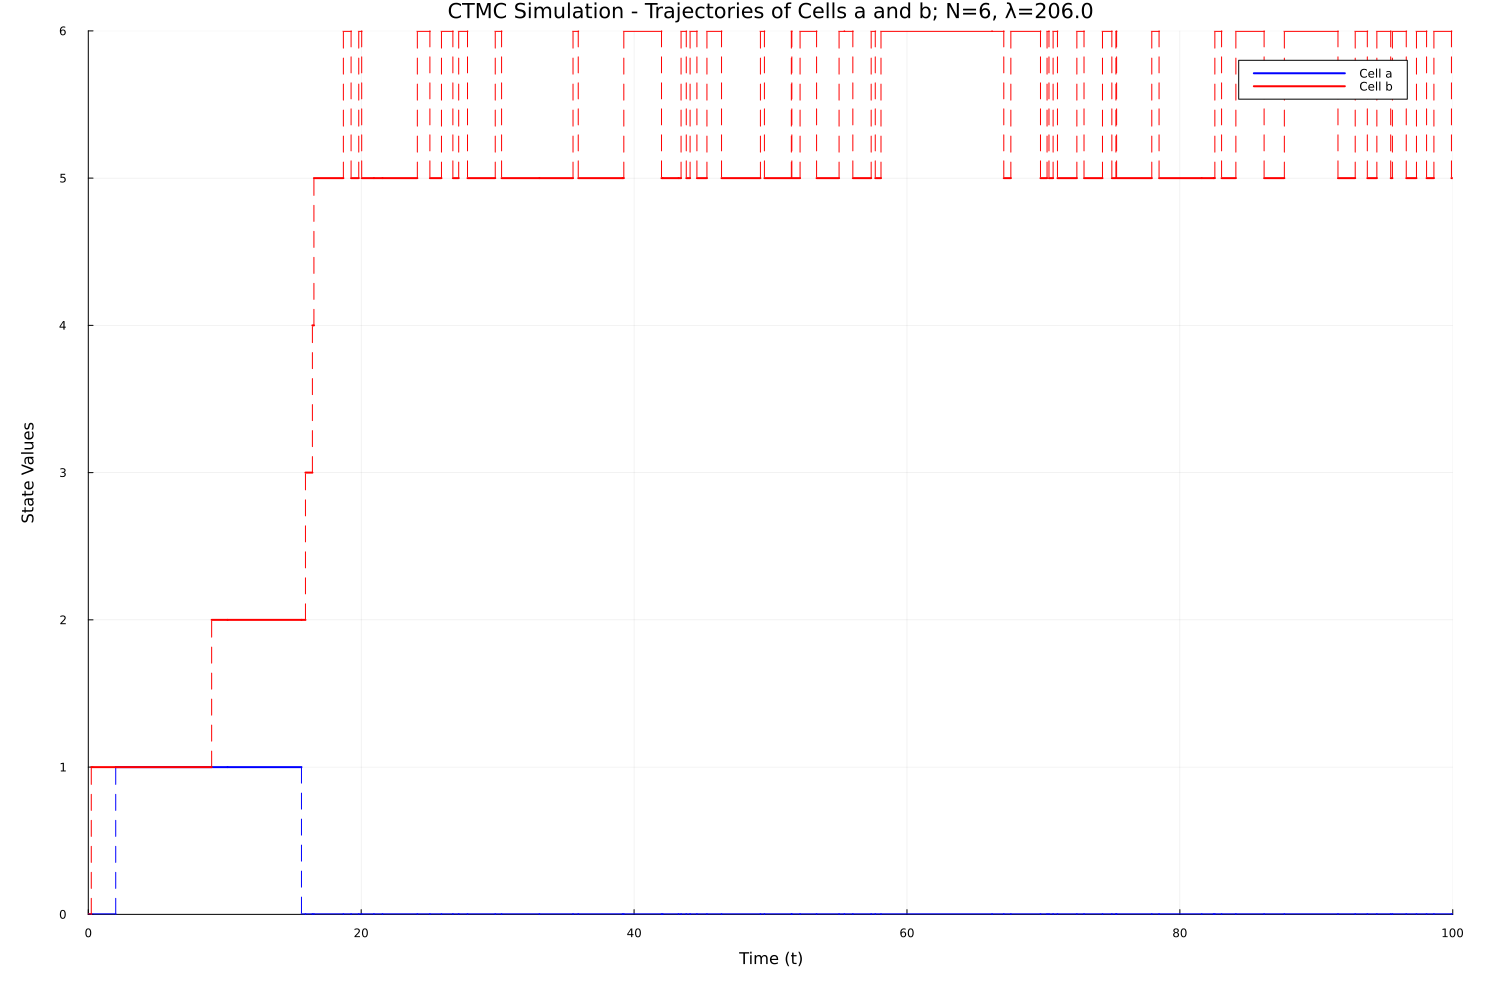 CTMC Simulation - Trajectories of Cells a and b; N=6, λ=206.0
6
Cell a
Cell b
5
4
3
2
1
0
State Values
0 20 40 60 80 100
Time (t)